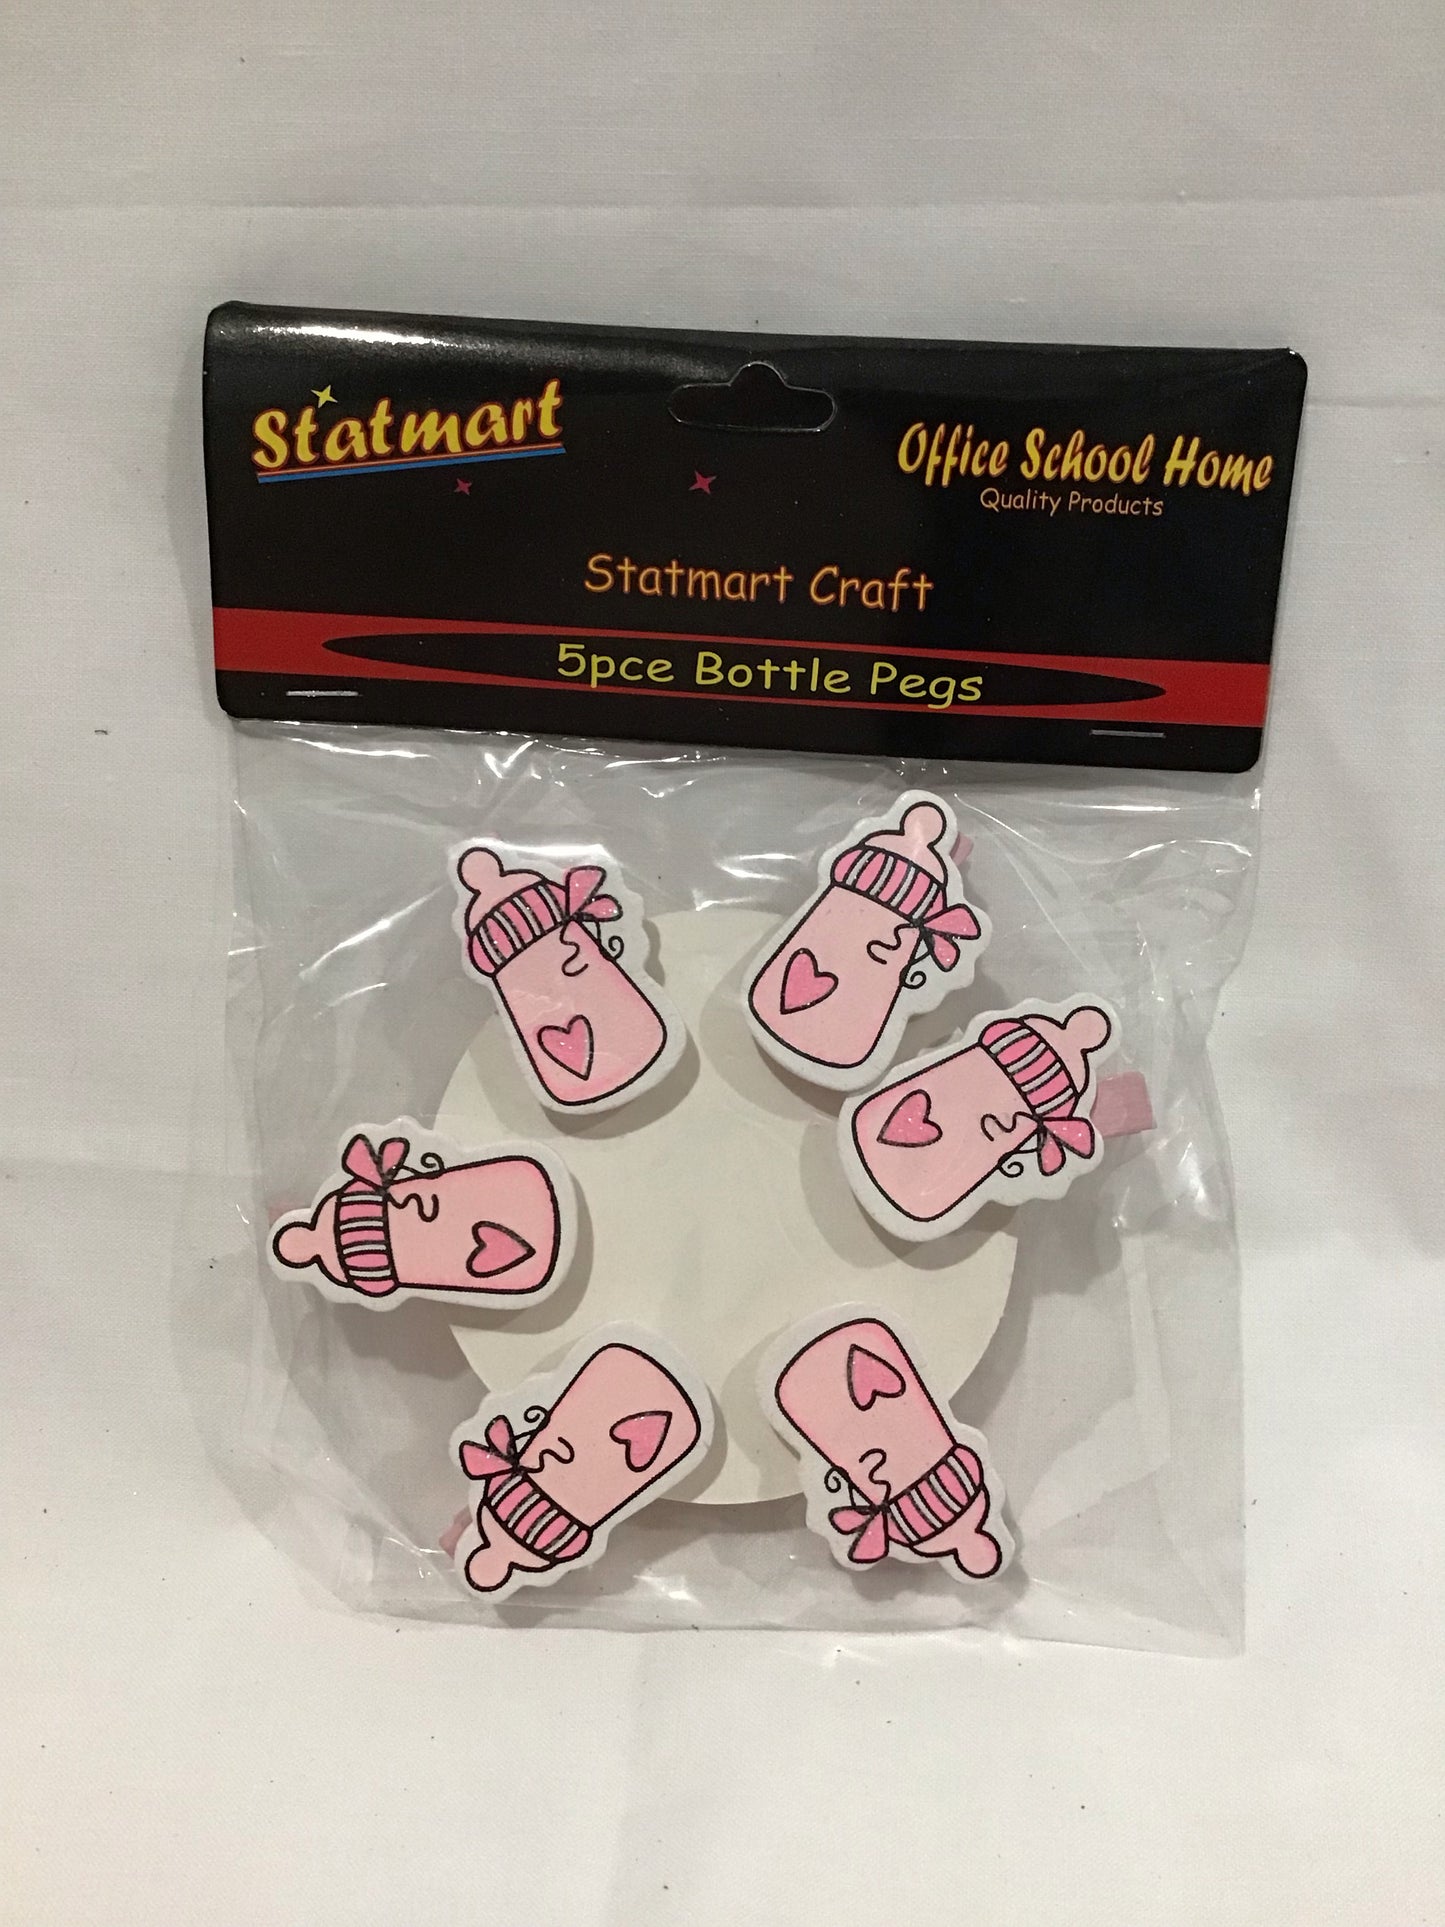 Statmart
Office School Home
Quality Products
Statmart Craft
5pce Bottle Pegs